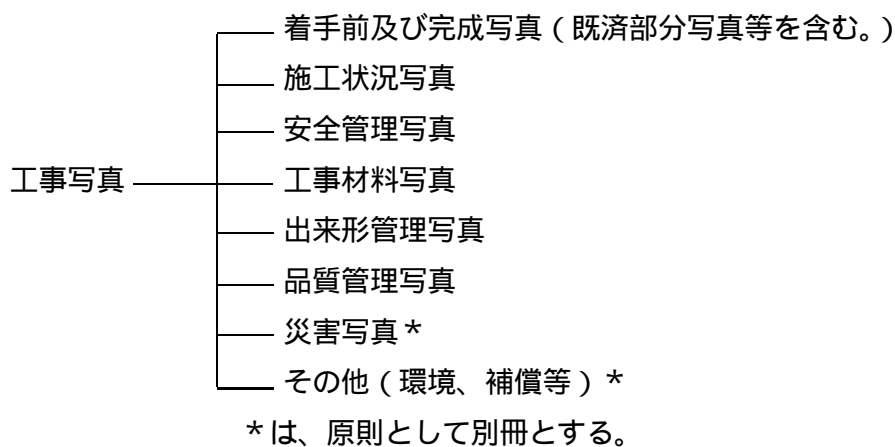 着手前及び完成写真(既済部分写真等を含む。)
施工状況写真
安全管理写真
工事写真 工事材料写真
出来形管理写真
品質管理写真
災害写真*
その他(環境、補償等)*
*は、原則として別冊とする。